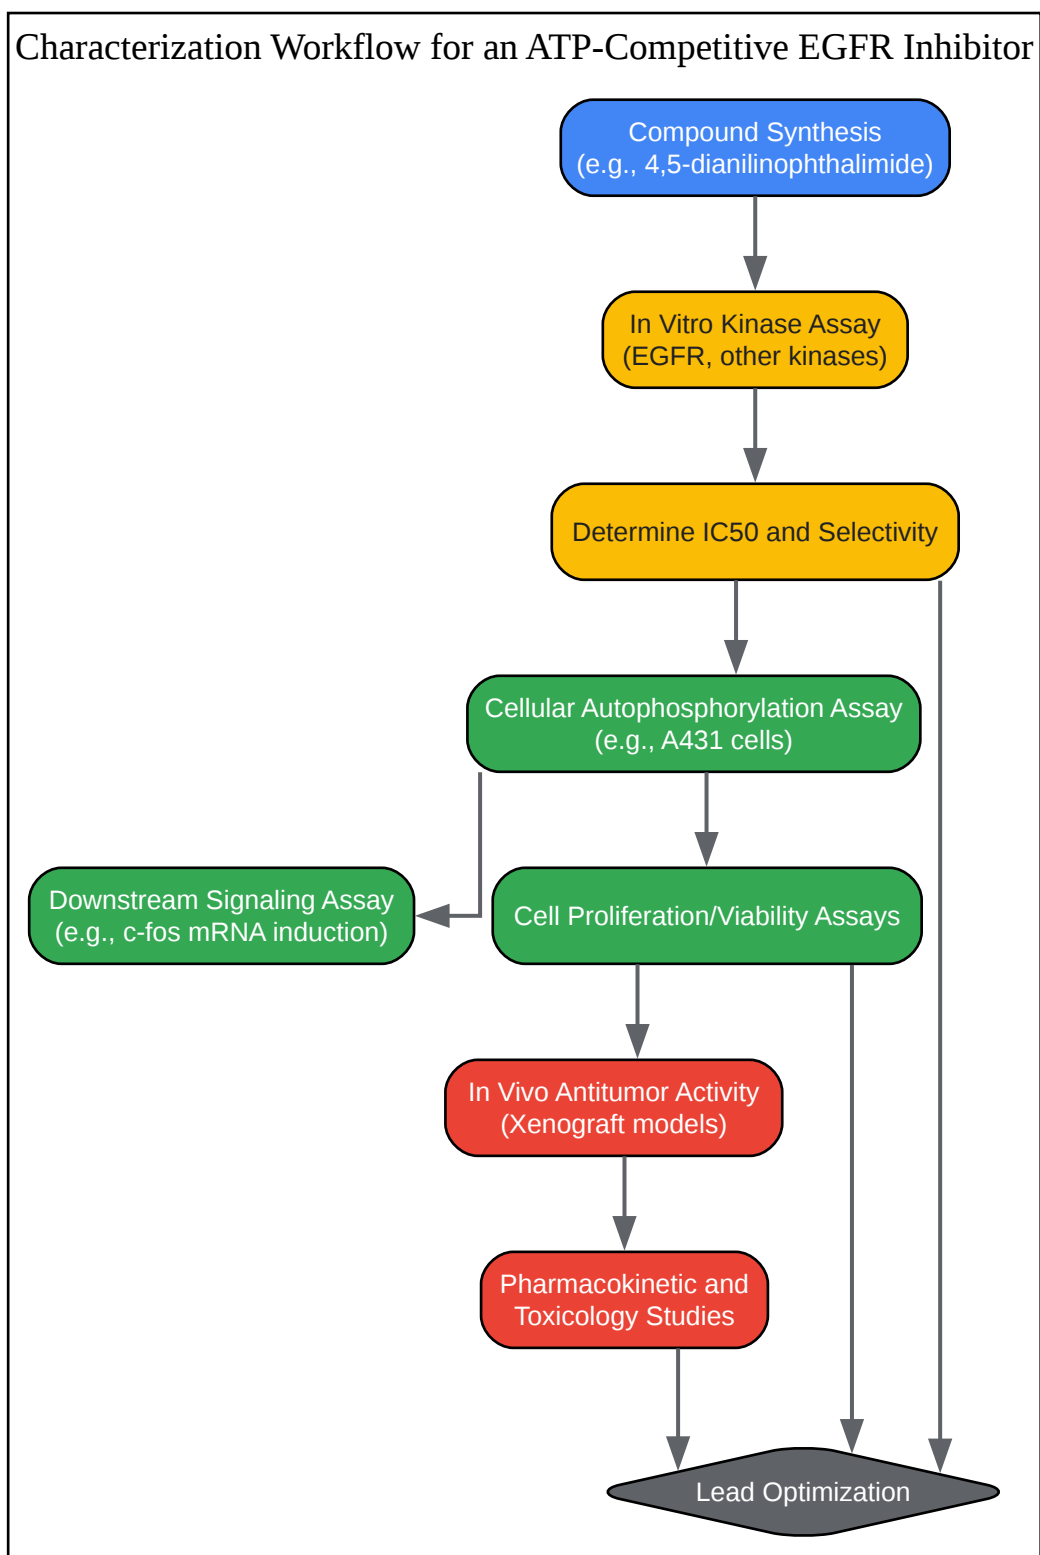 Characterization Workflow for an ATP-Competitive EGFR Inhibitor
Compound Synthesis
(e.g., 4,5-dianilinophthalimide)
In Vitro Kinase Assay
(EGFR, other kinases)
Determine IC50 and Selectivity
Cellular Autophosphorylation Assay
(e.g., A431 cells)
Downstream Signaling Assay
(e.g., c-fos mRNA induction)
Cell Proliferation/Viability Assays
In Vivo Antitumor Activity
(Xenograft models)
Pharmacokinetic and
Toxicology Studies
Lead Optimization